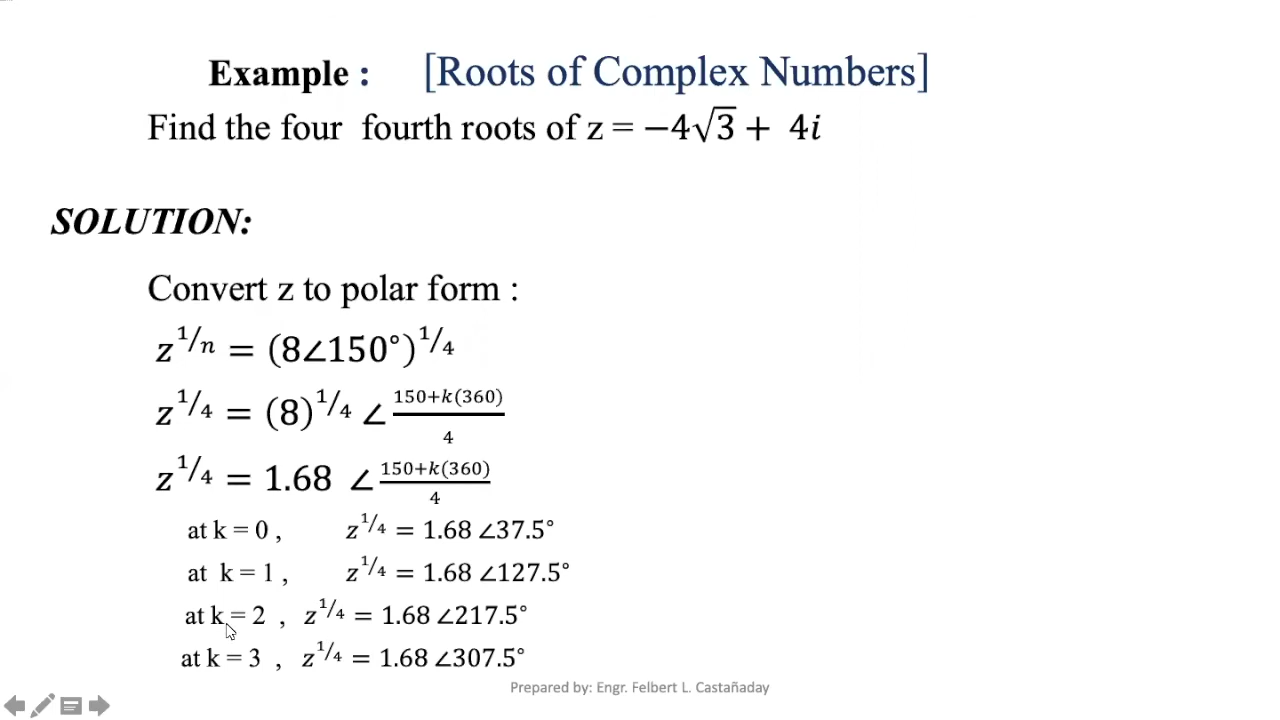 Example :    [Roots of Complex Numbers]
Find the four fourth roots of z = −4√3 + 4i
SOLUTION:
Convert z to polar form :
z^1/n = (8∠150°)^1/4
z^1/4 = (8)^1/4 ∠ (150+k(360))/4
z^1/4 = 1.68 ∠ (150+k(360))/4
at k = 0 ,    z^1/4 = 1.68 ∠37.5°
at k = 1 ,    z^1/4 = 1.68 ∠127.5°
at k = 2 ,  z^1/4 = 1.68 ∠217.5°
at k = 3 ,  z^1/4 = 1.68 ∠307.5°
Prepared by: Engr. Felbert L. Castañaday